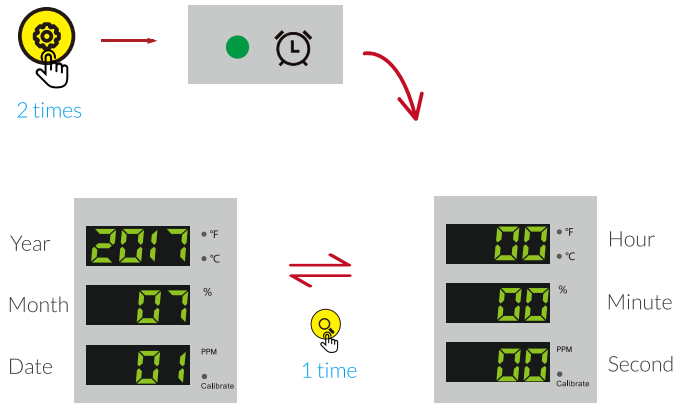 2 times
Year
2017
°F
°C
Month
07
%
Date
01
PPM
Calibrate
1 time
00
°F
°C
Hour
00
%
Minute
00
PPM
Calibrate
Second